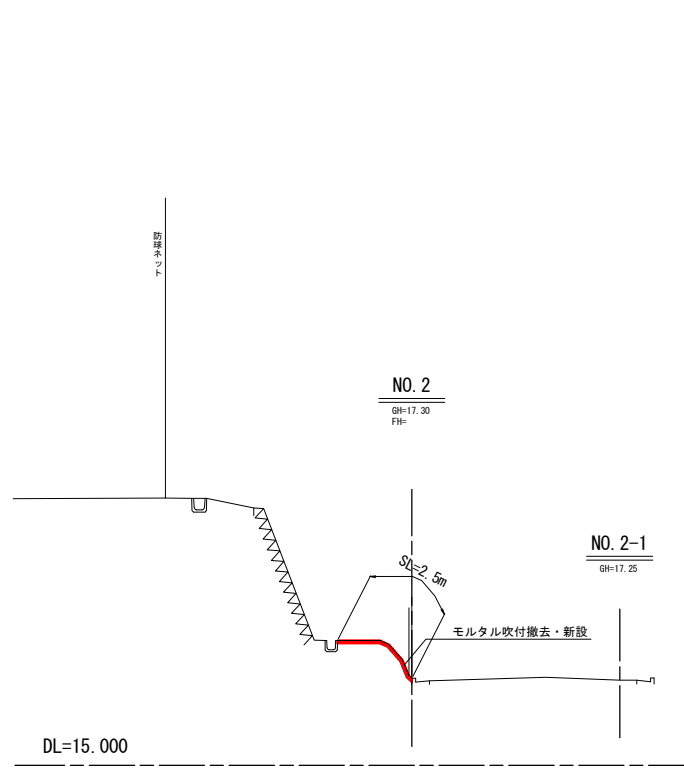 防球ネット
NO. 2
GH=17. 30
FH=
NO. 2-1
GH=17. 25
SL=2. 5m
モルタル吹付撤去・新設
DL=15. 000